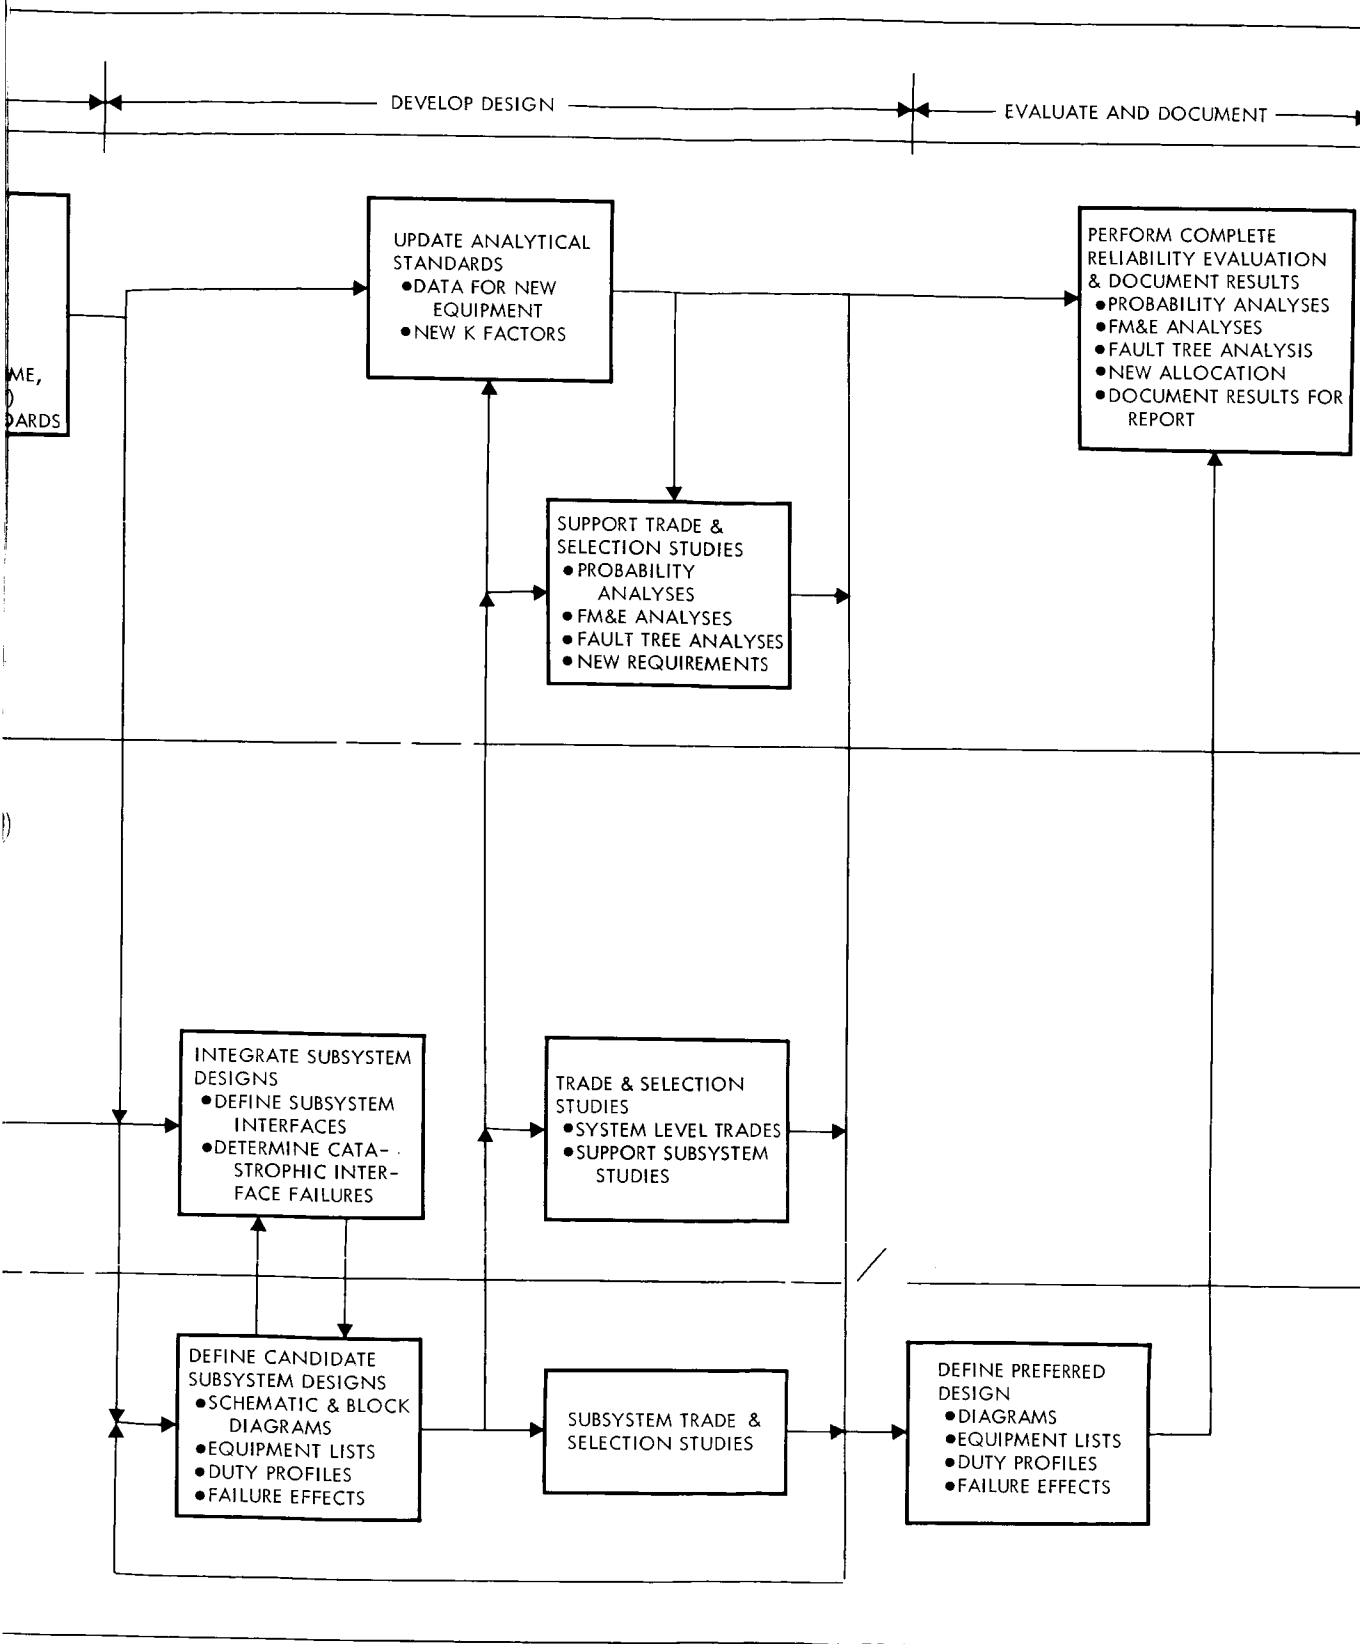 DEVELOP DESIGN
EVALUATE AND DOCUMENT
ME,
)
DARDS
UPDATE ANALYTICAL
STANDARDS
●DATA FOR NEW
EQUIPMENT
●NEW K FACTORS
PERFORM COMPLETE
RELIABILITY EVALUATION
& DOCUMENT RESULTS
●PROBABILITY ANALYSES
●FM&E ANALYSES
●FAULT TREE ANALYSIS
●NEW ALLOCATION
●DOCUMENT RESULTS FOR
REPORT
SUPPORT TRADE &
SELECTION STUDIES
●PROBABILITY
ANALYSES
●FM&E ANALYSES
●FAULT TREE ANALYSES
●NEW REQUIREMENTS
INTEGRATE SUBSYSTEM
DESIGNS
●DEFINE SUBSYSTEM
INTERFACES
●DETERMINE CATA-
STROPHIC INTER-
FACE FAILURES
TRADE & SELECTION
STUDIES
●SYSTEM LEVEL TRADES
●SUPPORT SUBSYSTEM
STUDIES
DEFINE CANDIDATE
SUBSYSTEM DESIGNS
●SCHEMATIC & BLOCK
DIAGRAMS
●EQUIPMENT LISTS
●DUTY PROFILES
●FAILURE EFFECTS
SUBSYSTEM TRADE &
SELECTION STUDIES
DEFINE PREFERRED
DESIGN
●DIAGRAMS
●EQUIPMENT LISTS
●DUTY PROFILES
●FAILURE EFFECTS